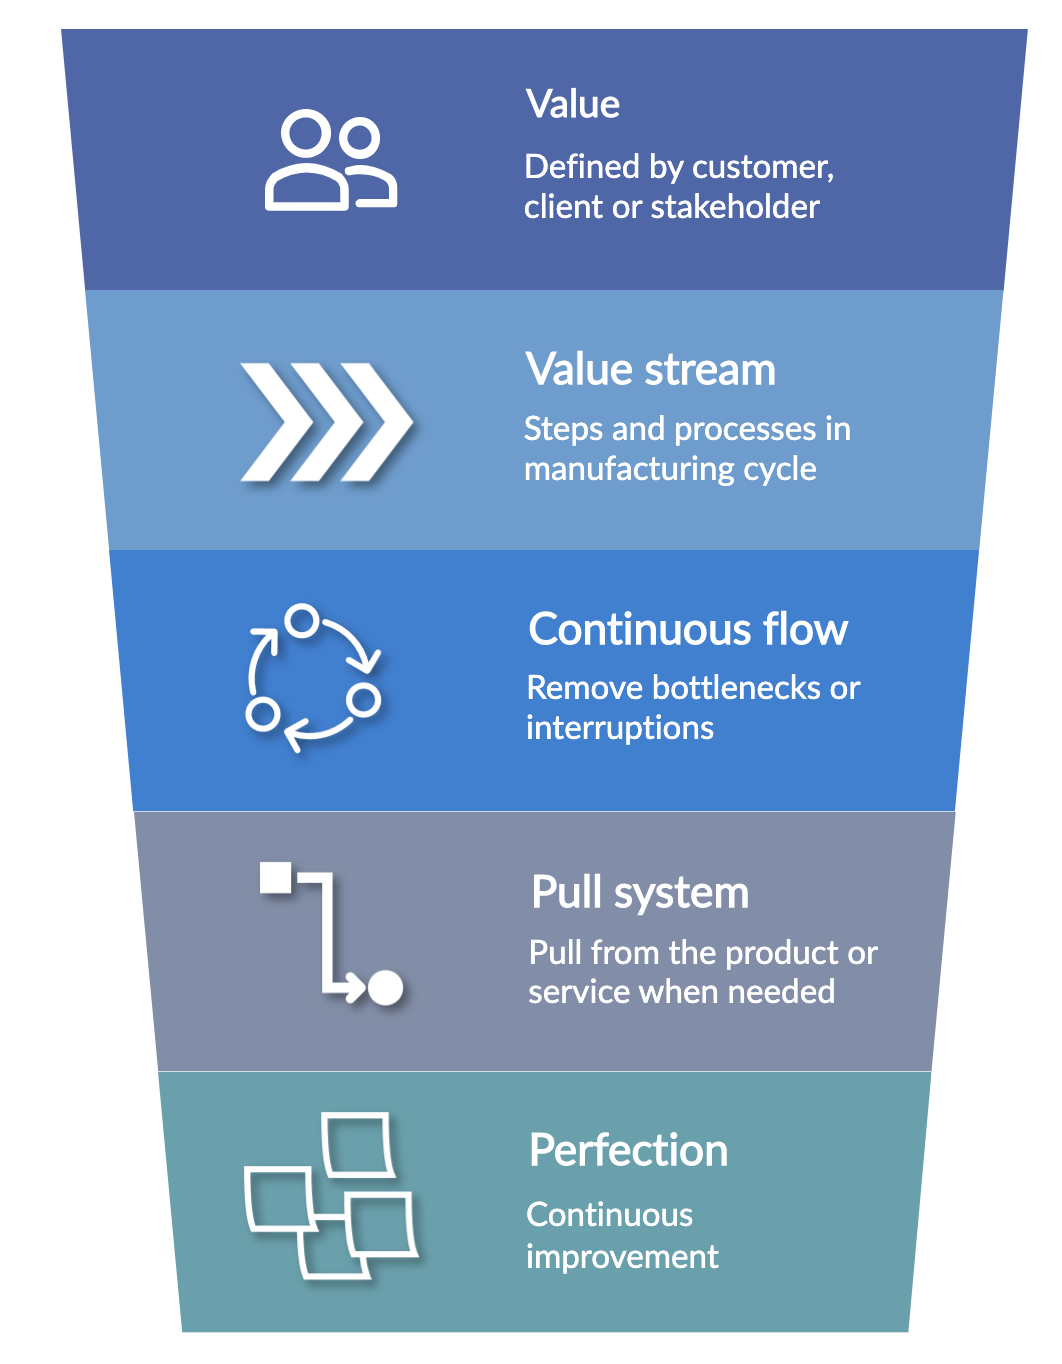 Value
Defined by customer,
client or stakeholder
Value stream
Steps and processes in
manufacturing cycle
Continuous flow
Remove bottlenecks or
interruptions
Pull system
Pull from the product or
service when needed
Perfection
Continuous
improvement